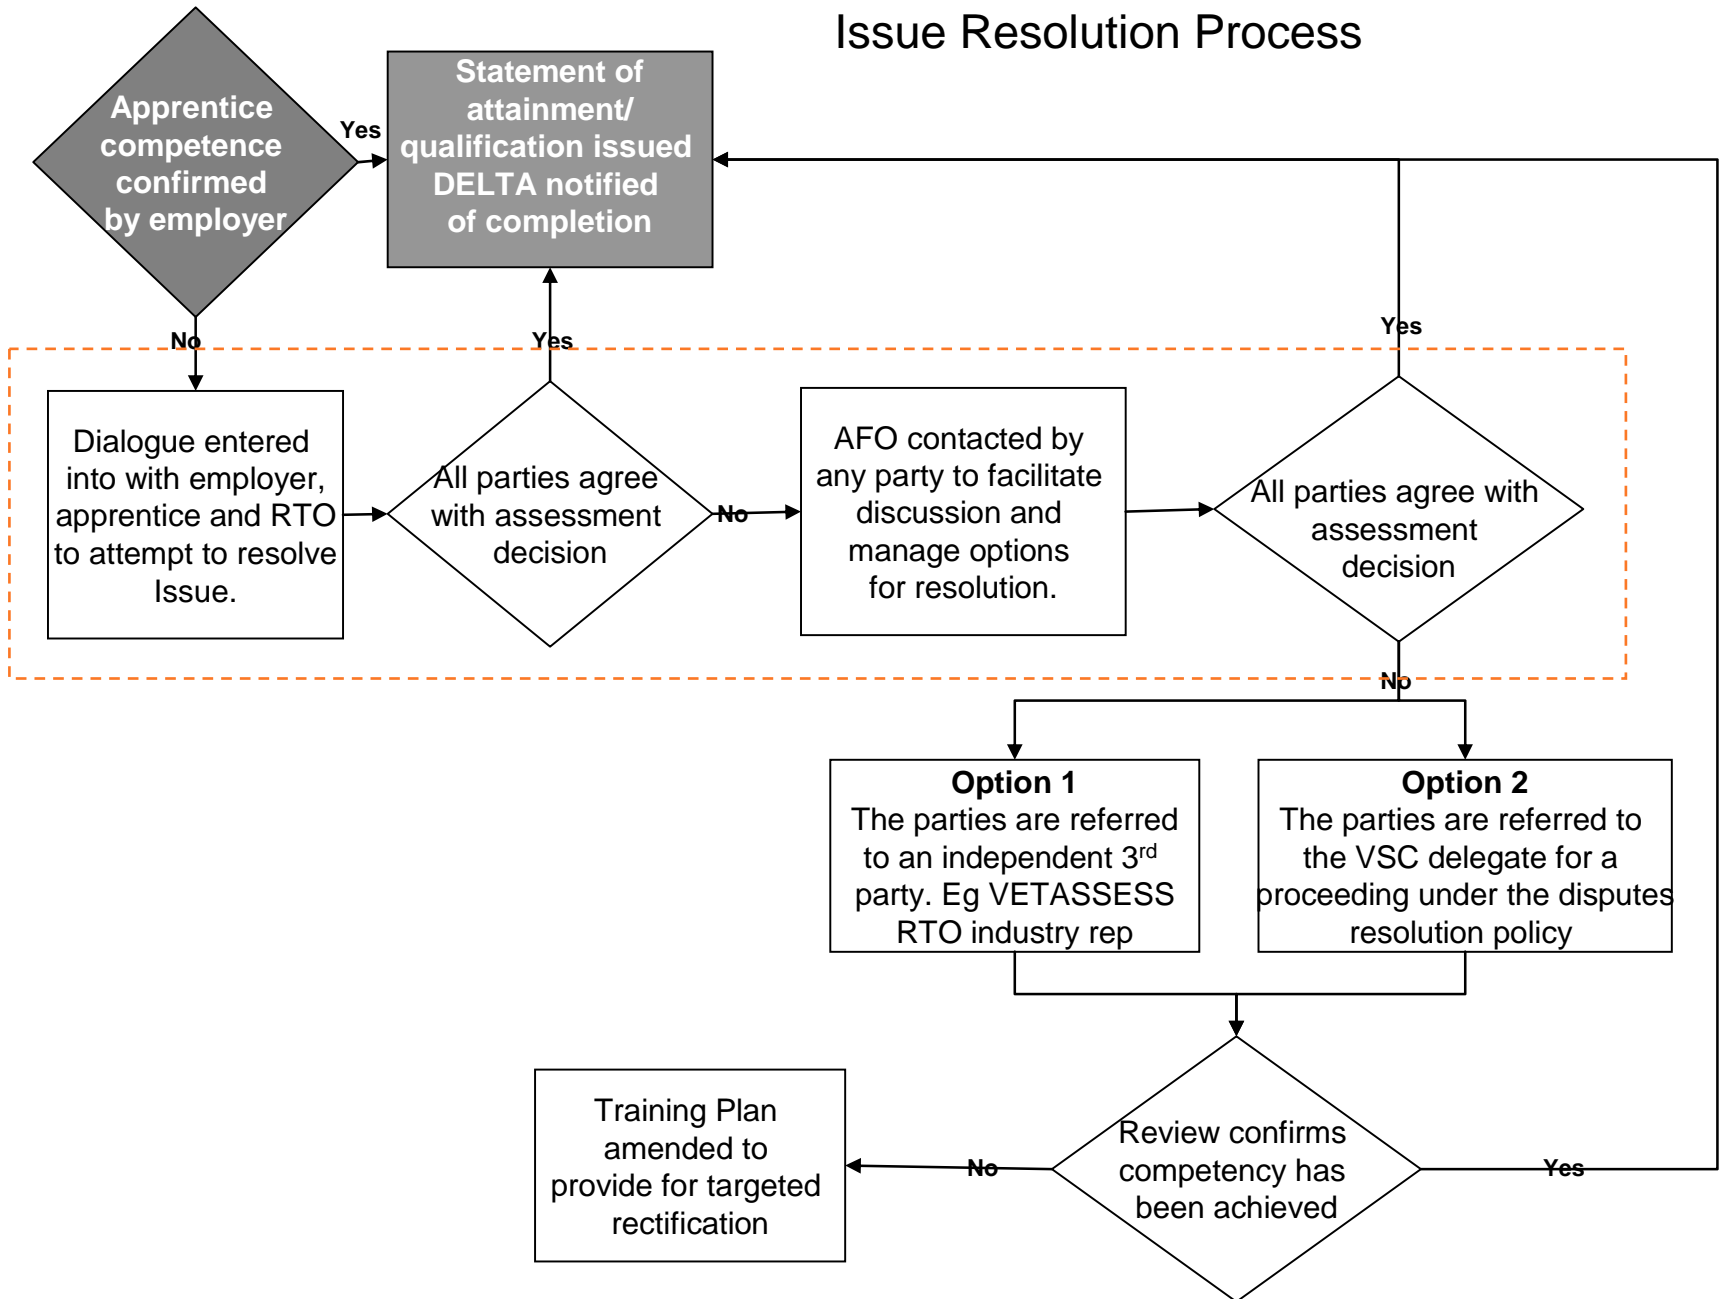 Issue Resolution Process
Apprentice
competence
confirmed
by employer
Yes
Statement of
attainment/
qualification issued
DELTA notified
of completion
No
Yes
Yes
Dialogue entered
into with employer,
apprentice and RTO
to attempt to resolve
Issue.
All parties agree
with assessment
decision
No
AFO contacted by
any party to facilitate
discussion and
manage options
for resolution.
All parties agree with
assessment
decision
No
Option 1
The parties are referred
to an independent 3rd
party. Eg VETASSESS
RTO industry rep
Option 2
The parties are referred to
the VSC delegate for a
proceeding under the disputes
resolution policy
Training Plan
amended to
provide for targeted
rectification
No
Review confirms
competency has
been achieved
Yes